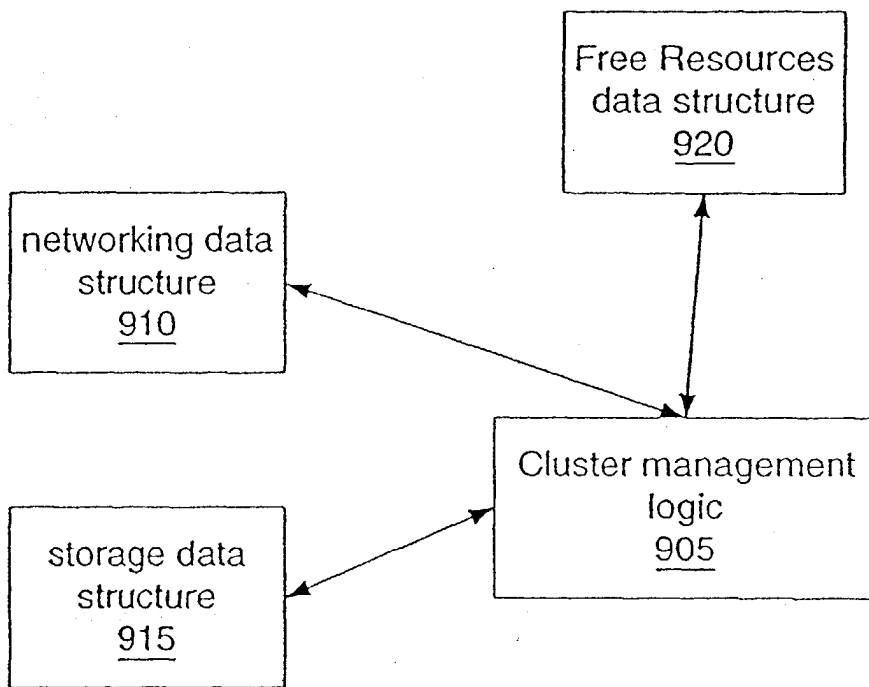 Free Resources
data structure
920
networking data
structure
910
Cluster management
logic
905
storage data
structure
915